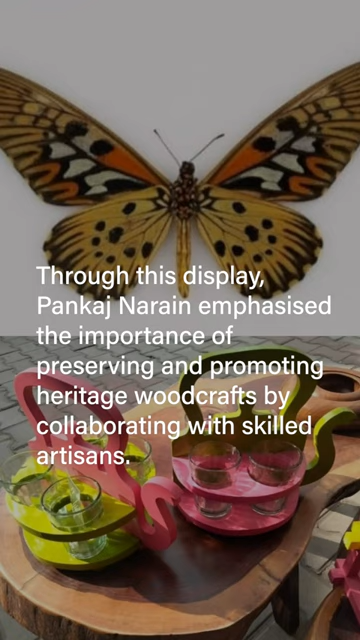 Through this display,
Pankaj Narain emphasised
the importance of
preserving and promoting
heritage woodcrafts by
collaborating with skilled
artisans.